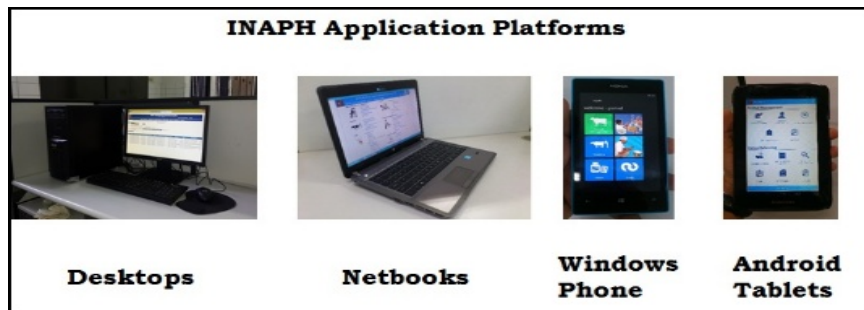 INAPH Application Platforms
Desktops
Netbooks
Windows
Phone
Android
Tablets